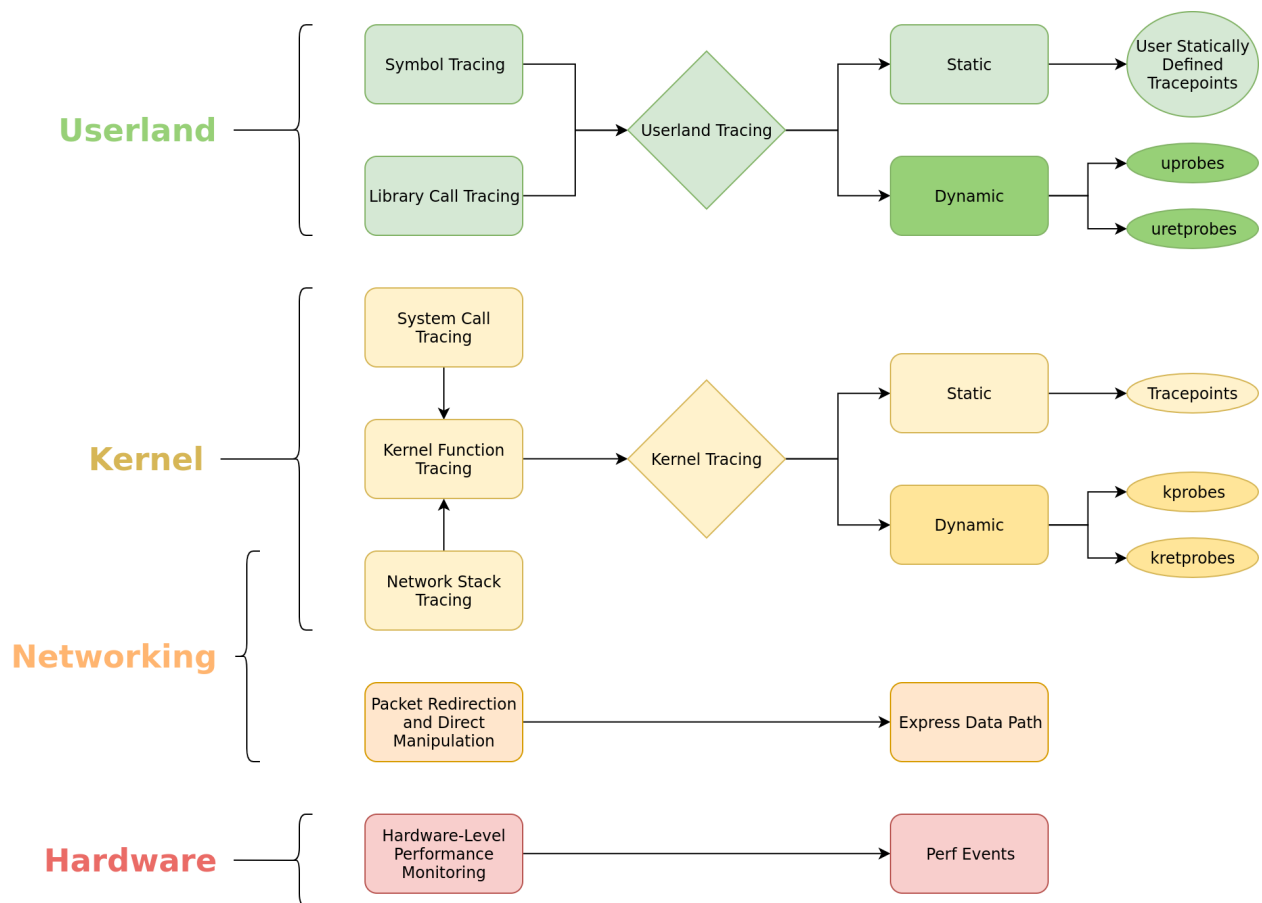 Userland
Symbol Tracing
Library Call Tracing
Userland Tracing
Static
User Statically
Defined
Tracepoints
Dynamic
uprobes
uretprobes
Kernel
System Call
Tracing
Kernel Function
Tracing
Network Stack
Tracing
Kernel Tracing
Static
Tracepoints
Dynamic
kprobes
kretprobes
Networking
Packet Redirection
and Direct
Manipulation
Express Data Path
Hardware
Hardware-Level
Performance
Monitoring
Perf Events